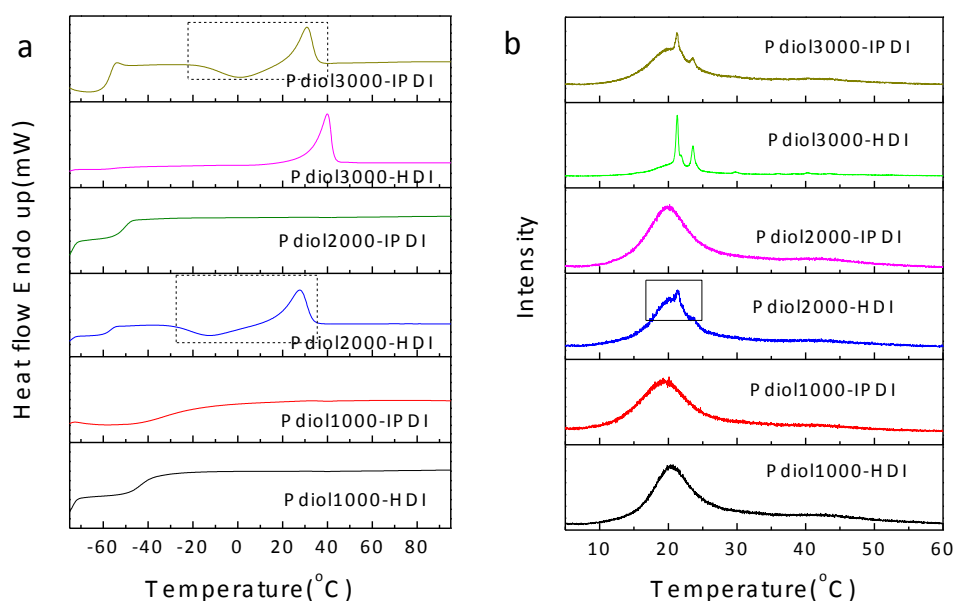 a
Heat flow Endo up(mW)
Pdiol3000-IPDI
Pdiol3000-HDI
Pdiol2000-IPDI
Pdiol2000-HDI
Pdiol1000-IPDI
Pdiol1000-HDI
-60 -40 -20 0 20 40 60 80
Temperature(°C)
b
Intensity
Pdiol3000-IPDI
Pdiol3000-HDI
Pdiol2000-IPDI
Pdiol2000-HDI
Pdiol1000-IPDI
Pdiol1000-HDI
10 20 30 40 50 60
Temperature(°C)